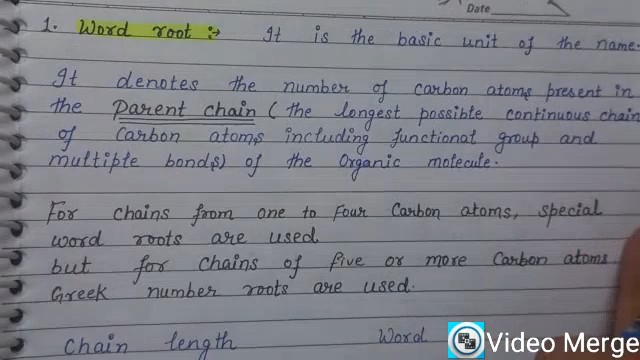 Date
1. Word root :→ It is the basic unit of the name.
It denotes the number of carbon atoms present in
the Parent chain (the longest possible continuous chain
of Carbon atoms including functional group and
multiple bonds) of the Organic molecule.
For chains from one to Four Carbon atoms, special
word roots are used.
but for chains of five or more Carbon atoms
Greek number roots are used.
Chain length Word
Video Merge